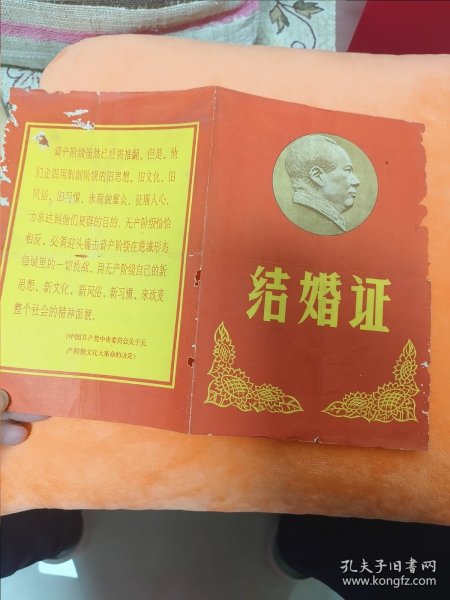 资产阶级虽然已经被推翻，但是，他
们企图用剥削阶级的旧思想，旧文化，旧
风俗，旧习惯，来腐蚀群众，征服人心，
力求达到他们复辟的目的。无产阶级恰恰
相反，必须迎头痛击资产阶级在意识形态
领域里的一切挑战，用无产阶级自己的新
思想，新文化，新风俗，新习惯，来改变
整个社会的精神面貌。
《中国共产党中央委员会关于无
产阶级文化大革命的决定》
结婚证
孔夫子旧书网
www.kongfz.com